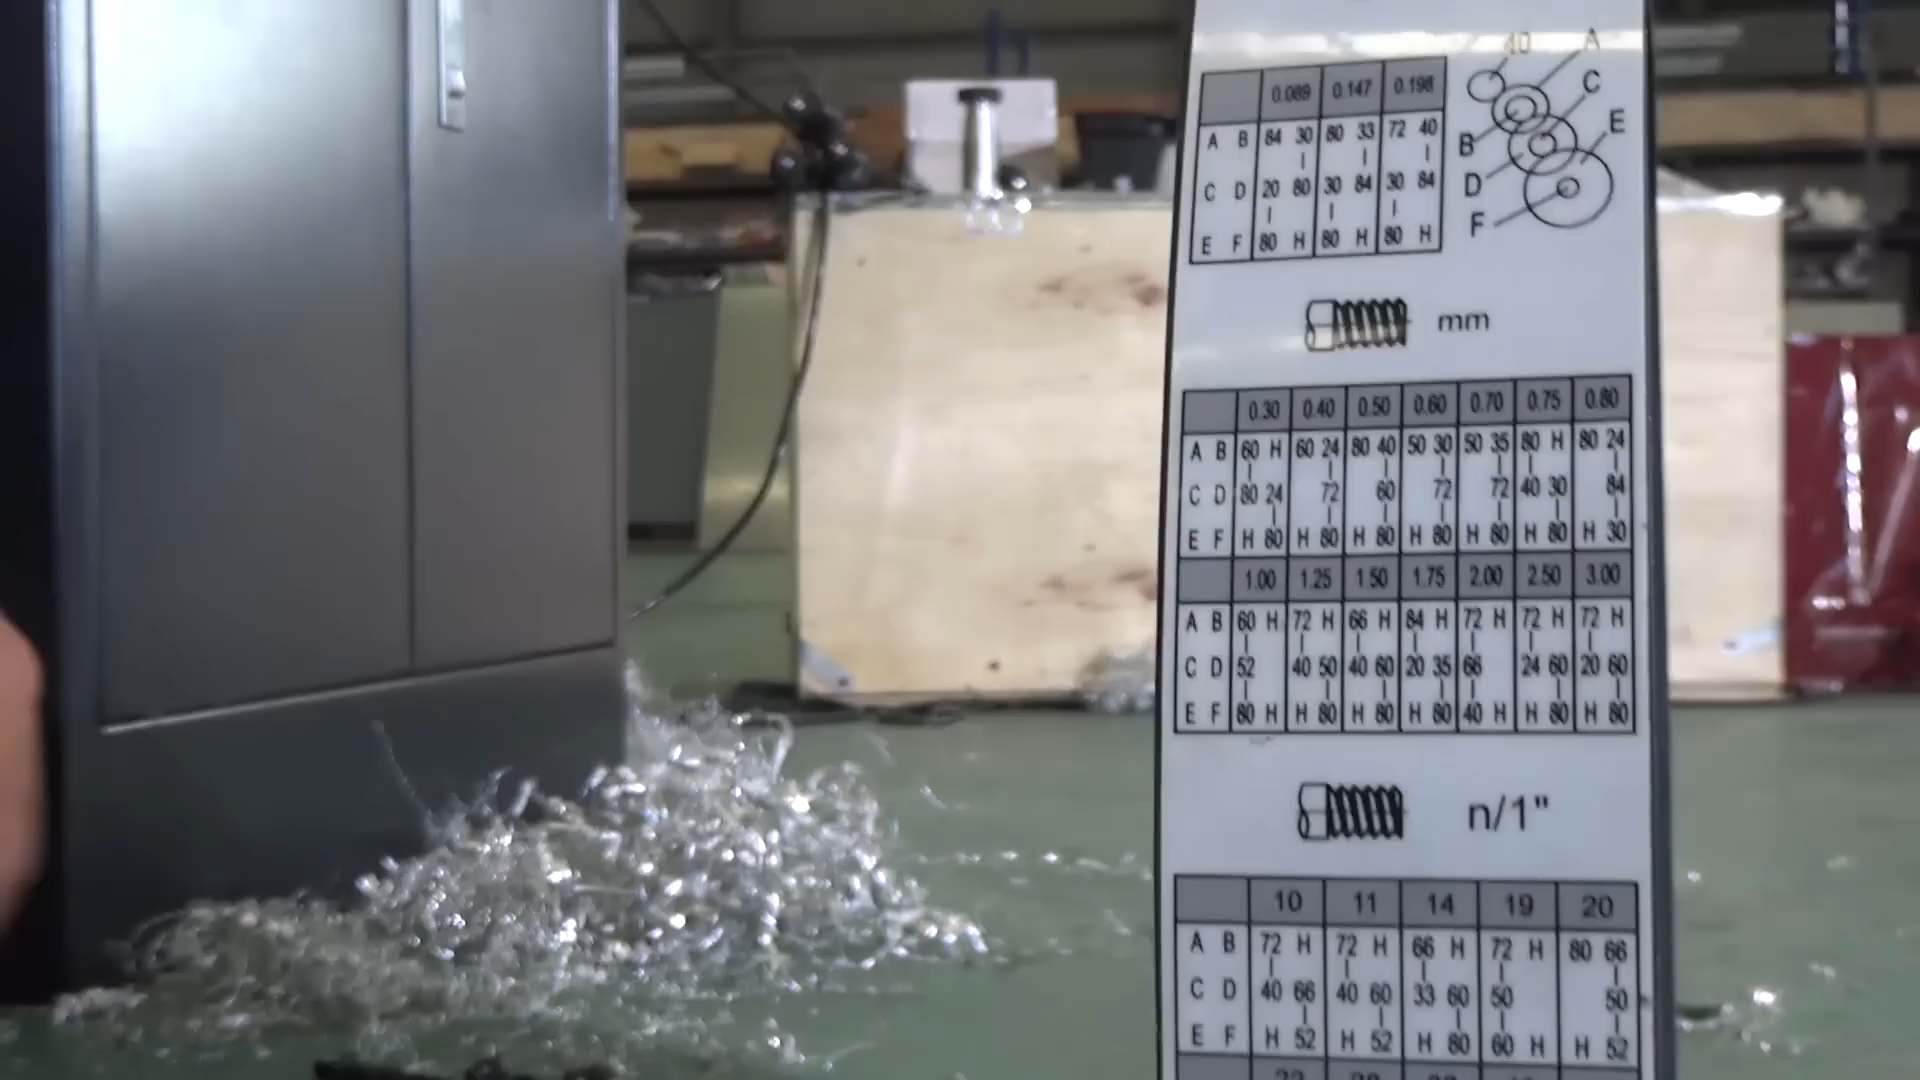 40 A
C
E
B
D
F
0.089 0.147 0.198
A B 84 30 80 33 72 40
C D 20 80 30 84 30 84
E F 80 H 80 H 80 H
mm
0.30 0.40 0.50 0.60 0.70 0.75 0.80
A B 60 H 60 24 80 40 50 30 50 35 80 H 80 24
C D 80 24 72 60 72 72 40 30 84
E F H 80 H 80 H 80 H 80 H 80 H 80 H 30
1.00 1.25 1.50 1.75 2.00 2.50 3.00
A B 60 H 72 H 66 H 84 H 72 H 72 H 72 H
C D 52 40 50 40 60 20 35 66 24 60 20 60
E F 80 H H 80 H 80 H 80 40 H H 80 H 80
n/1"
10 11 14 19 20
A B 72 H 72 H 66 H 72 H 80 66
C D 40 66 40 60 33 60 50 50
E F H 52 H 52 H 80 60 H H 52